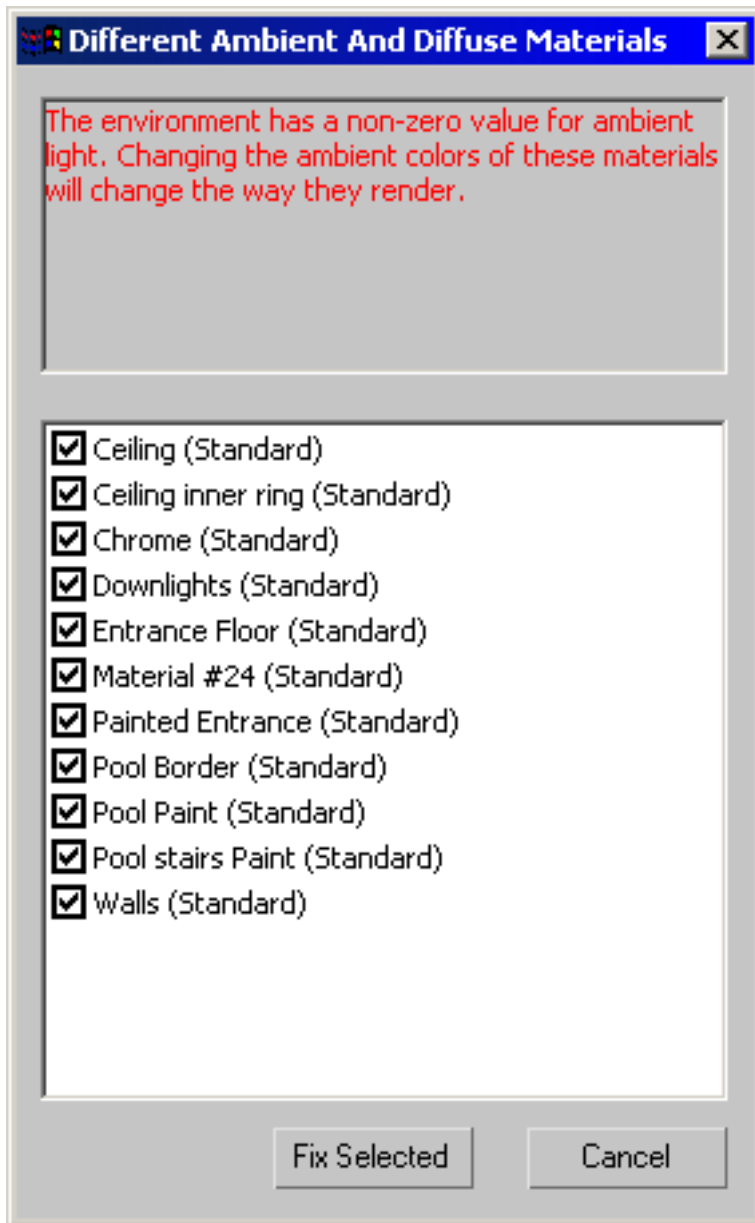 Different Ambient And Diffuse Materials
The environment has a non-zero value for ambient
light. Changing the ambient colors of these materials
will change the way they render.
Ceiling (Standard)
Ceiling inner ring (Standard)
Chrome (Standard)
Downlights (Standard)
Entrance Floor (Standard)
Material #24 (Standard)
Painted Entrance (Standard)
Pool Border (Standard)
Pool Paint (Standard)
Pool stairs Paint (Standard)
Walls (Standard)
Fix Selected
Cancel